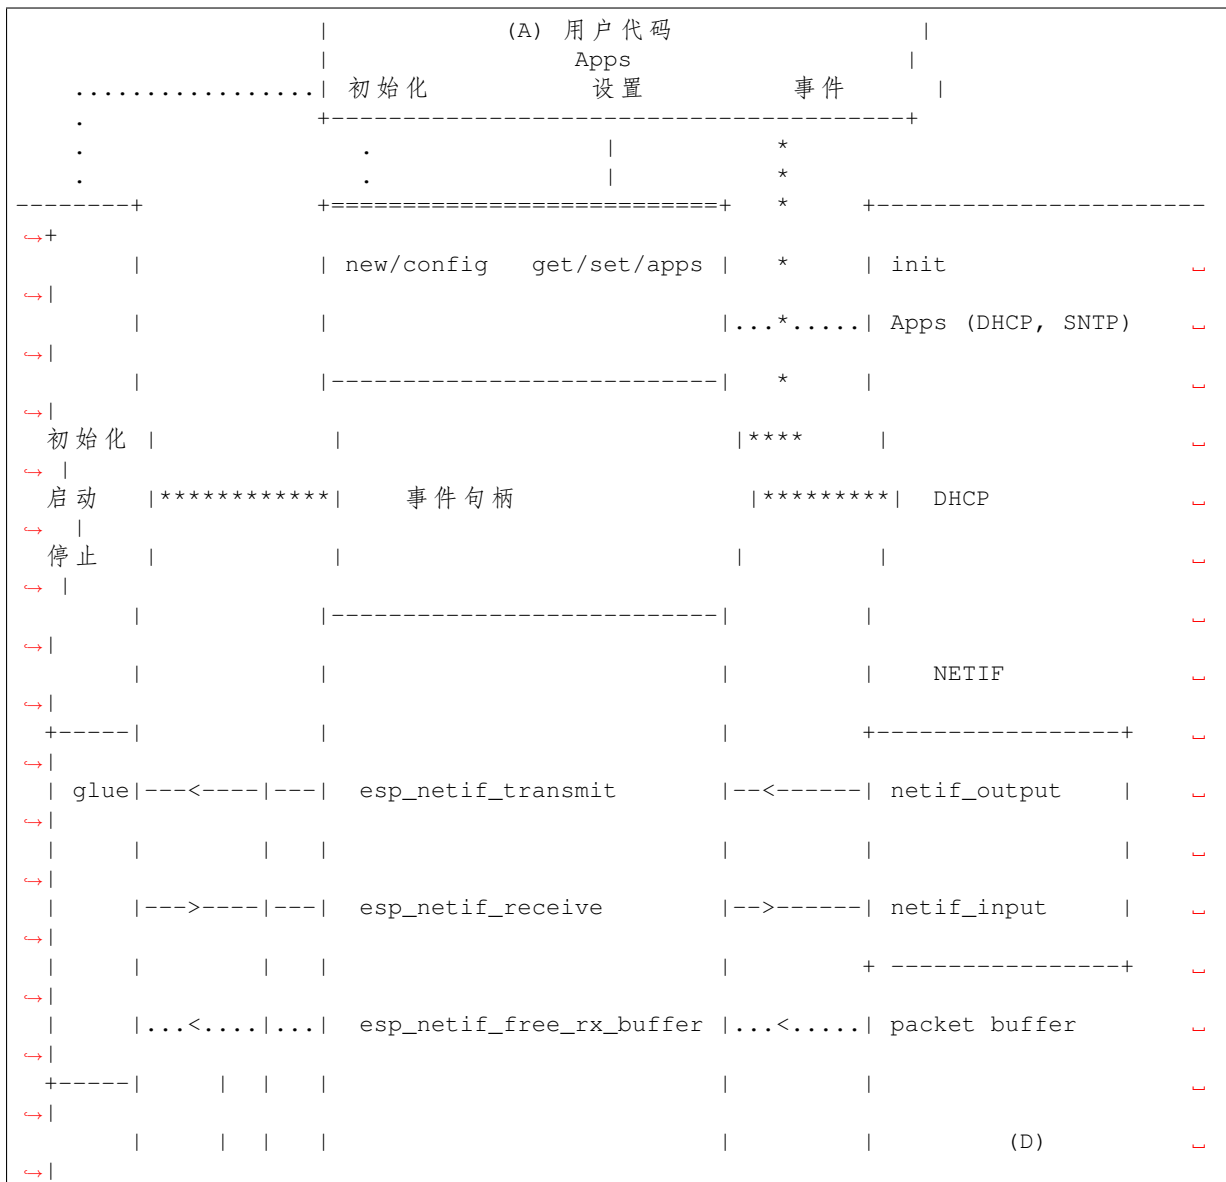 |            (A) 用户代码                 |
|                 Apps                   |
.................| 初始化         设置         事件     |
.                +----------------------------------------+
.                   .                |           *
.                   .                |           *
--------+            +===========================+   *     +-----------------------
↪+
|            | new/config   get/set/apps |   *     | init                 ␣
↪|
|            |                           |...*.....| Apps (DHCP, SNTP)    ␣
↪|
|            |---------------------------|   *     |                      ␣
↪|
初始化 |            |                           |****     |                     ␣
↪ |
启动   |************|    事件句柄                |*********|  DHCP               ␣
↪  |
停止   |            |                           |         |                     ␣
↪ |
|            |---------------------------|         |                      ␣
↪|
|            |                           |         |    NETIF             ␣
↪|
+-----|            |                           |         +-----------------+    ␣
↪|
| glue|---<----|---|  esp_netif_transmit       |--<------| netif_output    |    ␣
↪|
|     |        |   |                           |         |                 |    ␣
↪|
|     |--->----|---|  esp_netif_receive        |-->------| netif_input     |    ␣
↪|
|     |        |   |                           |         + ----------------+    ␣
↪|
|     |...<....|...|  esp_netif_free_rx_buffer |...<.....| packet buffer        ␣
↪|
+-----|     |  |   |                           |         |                      ␣
↪|
|     |  |   |                           |         |         (D)          ␣
↪|